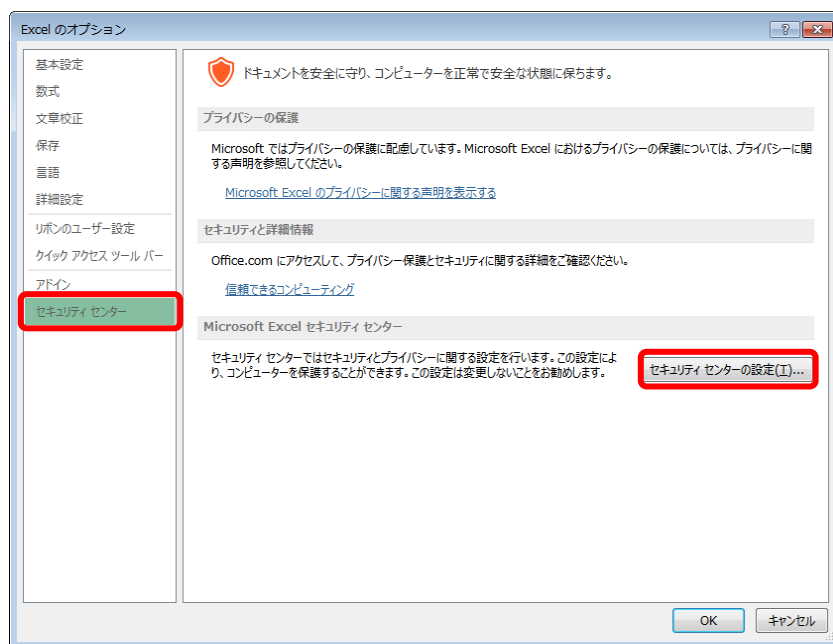 Excel のオプション
基本設定
数式
文章校正
保存
言語
詳細設定
リボンのユーザー設定
クイック アクセス ツール バー
アドイン
セキュリティ センター
ドキュメントを安全に守り、コンピューターを正常で安全な状態に保ちます。
プライバシーの保護
Microsoft ではプライバシーの保護に配慮しています。Microsoft Excel におけるプライバシーの保護については、プライバシーに関
する声明を参照してください。
Microsoft Excel のプライバシーに関する声明を表示する
セキュリティと詳細情報
Office.com にアクセスして、プライバシー保護とセキュリティに関する詳細をご確認ください。
信頼できるコンピューティング
Microsoft Excel セキュリティ センター
セキュリティ センターではセキュリティとプライバシーに関する設定を行います。この設定によ
り、コンピューターを保護することができます。この設定は変更しないことをお勧めします。
セキュリティ センターの設定(T)...
OK
キャンセル